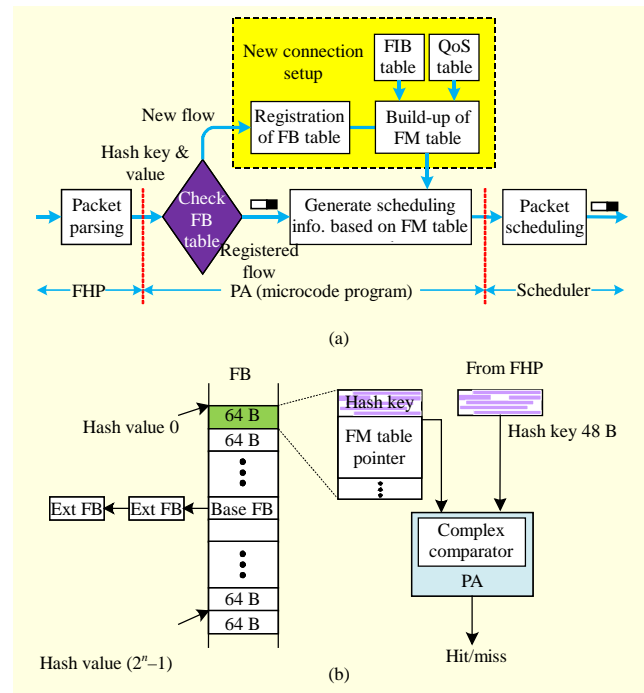 New connection
setup
FIB
table
QoS
table
New flow
Registration
of FB table
Build-up of
FM table
Hash key &
value
Packet
parsing
Check
FB
table
Generate scheduling
info. based on FM table
Packet
scheduling
Registered
flow
FHP
PA (microcode program)
Scheduler
(a)
FB
From FHP
Hash value 0
64 B
64 B
Hash key
FM table
pointer
Hash key 48 B
Ext FB
Ext FB
Base FB
Complex
comparator
PA
64 B
64 B
Hash value (2ⁿ–1)
Hit/miss
(b)